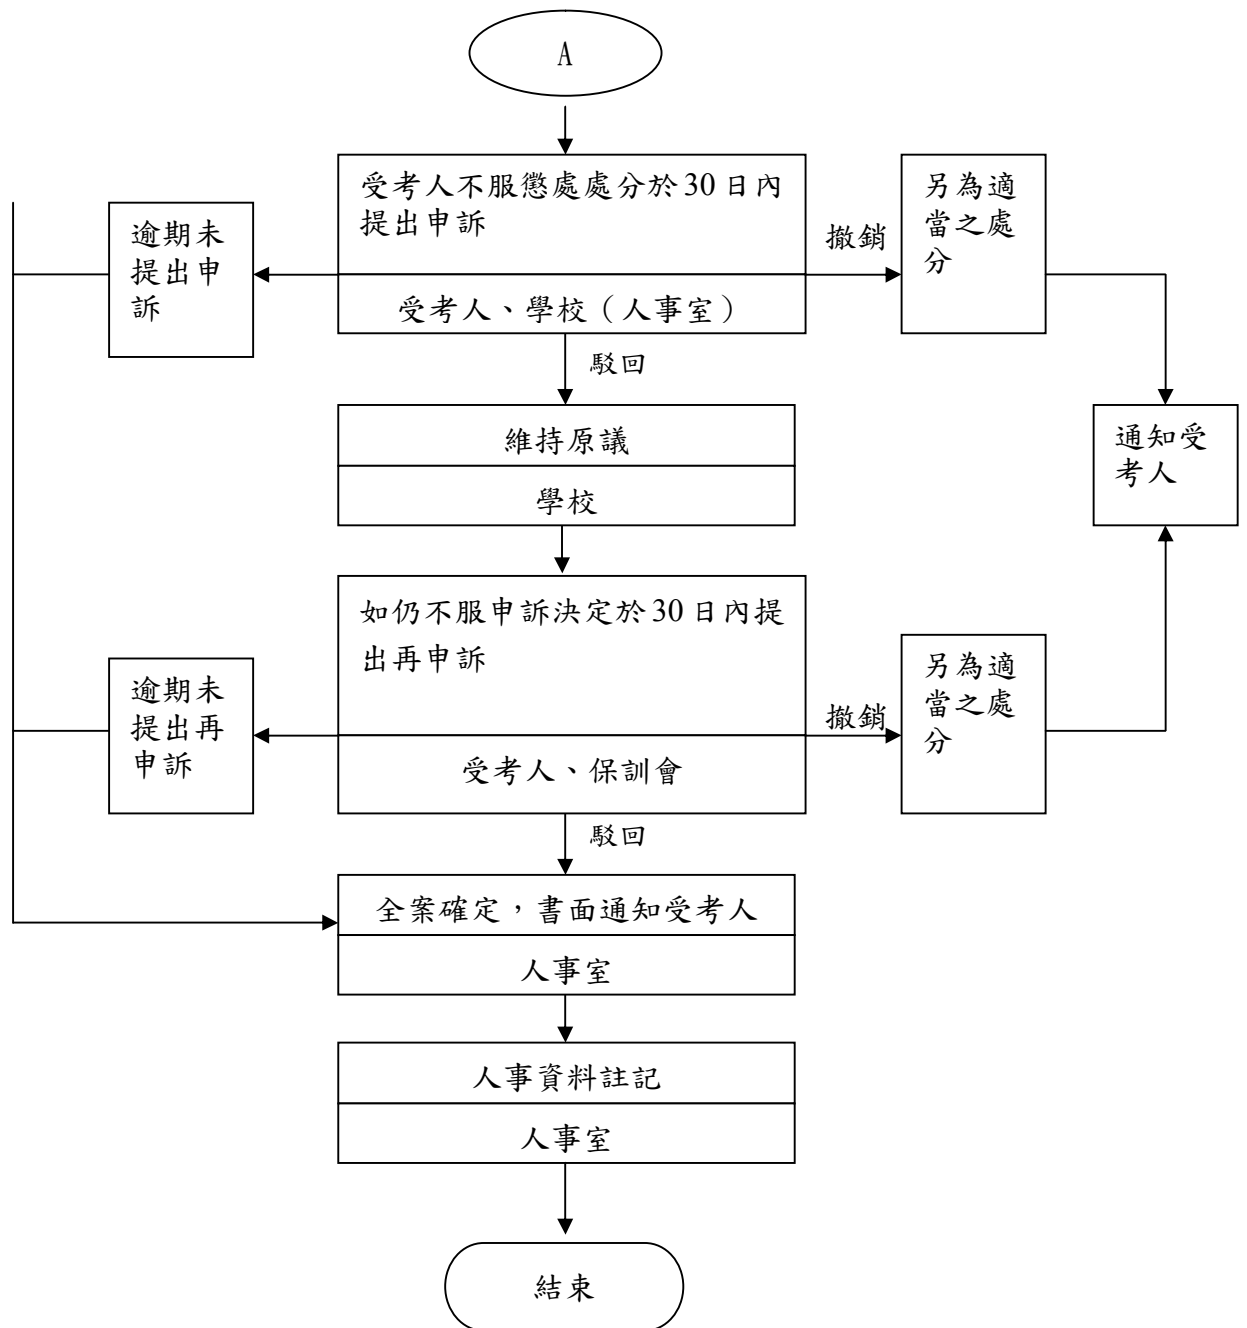 A
受考人不服懲處處分於30日內
提出申訴
受考人、學校（人事室）
逾期未
提出申
訴
撤銷
另為適
當之處
分
駁回
維持原議
學校
通知受
考人
如仍不服申訴決定於30日內提
出再申訴
受考人、保訓會
逾期未
提出再
申訴
撤銷
另為適
當之處
分
駁回
全案確定，書面通知受考人
人事室
人事資料註記
人事室
結束